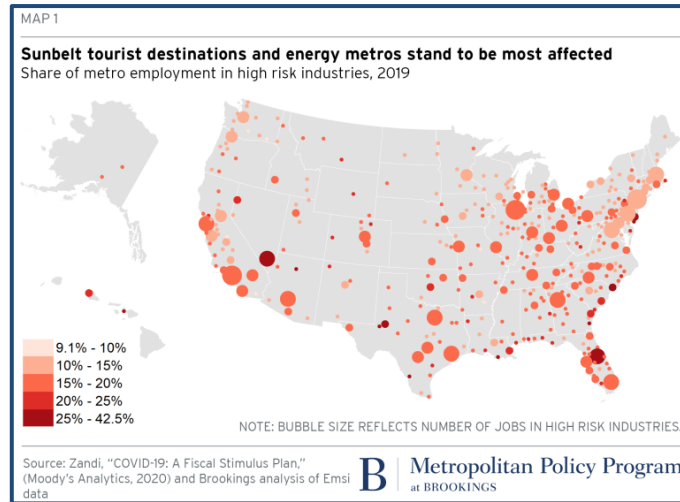 MAP 1
Sunbelt tourist destinations and energy metros stand to be most affected
Share of metro employment in high risk industries, 2019
9.1% - 10%
10% - 15%
15% - 20%
20% - 25%
25% - 42.5%
NOTE: BUBBLE SIZE REFLECTS NUMBER OF JOBS IN HIGH RISK INDUSTRIES.
Source: Zandi, "COVID-19: A Fiscal Stimulus Plan,"
(Moody's Analytics, 2020) and Brookings analysis of Emsi
data
B
Metropolitan Policy Program
at BROOKINGS